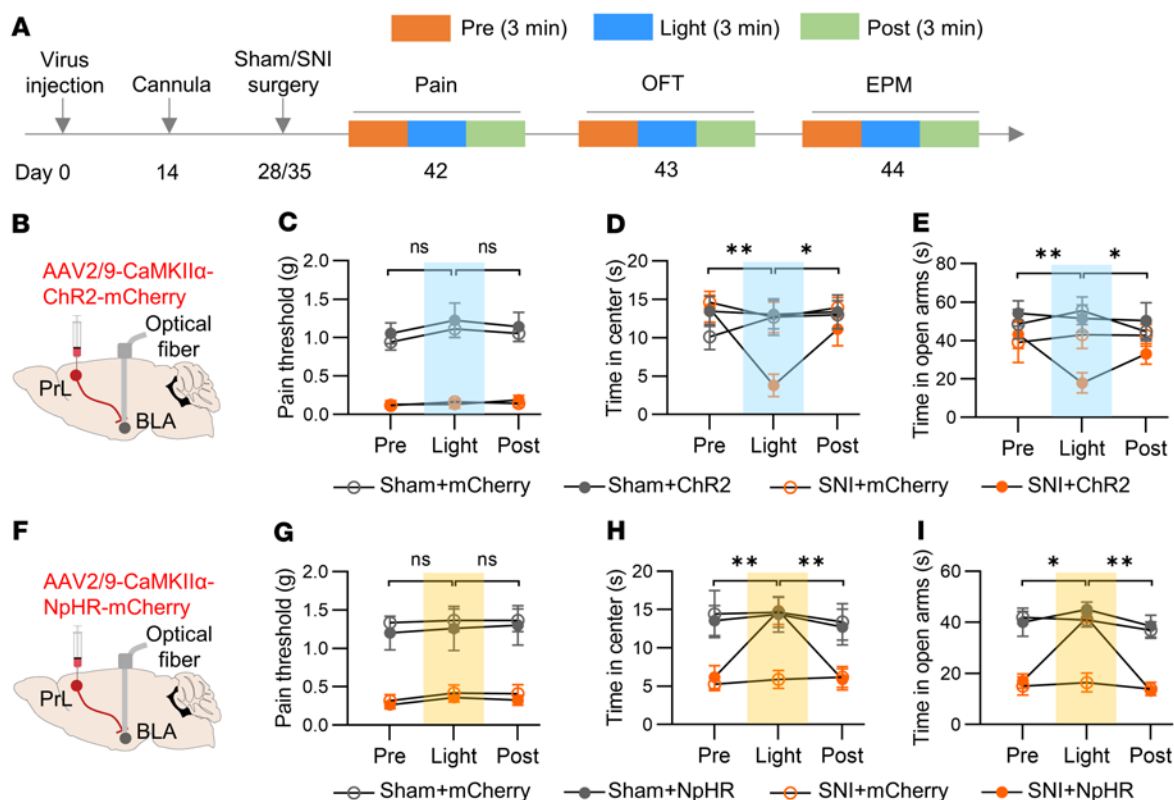 A
Pre (3 min)
Light (3 min)
Post (3 min)
Virus
injection
Cannula
Sham/SNI
surgery
Pain
OFT
EPM
Day 0
14
28/35
42
43
44
B
AAV2/9-CaMKIIα-
ChR2-mCherry
Optical
fiber
PrL
BLA
C
ns
ns
Pain threshold (g)
2.0
1.5
1.0
0.5
0.0
Pre
Light
Post
D
**
*
Time in center (s)
20
15
10
5
0
Pre
Light
Post
E
**
*
Time in open arms (s)
80
60
40
20
0
Pre
Light
Post
Sham+mCherry
Sham+ChR2
SNI+mCherry
SNI+ChR2
F
AAV2/9-CaMKIIα-
NpHR-mCherry
Optical
fiber
PrL
BLA
G
ns
ns
Pain threshold (g)
2.0
1.5
1.0
0.5
0.0
Pre
Light
Post
H
**
**
Time in center (s)
20
15
10
5
0
Pre
Light
Post
I
*
**
Time in open arms (s)
60
40
20
0
Pre
Light
Post
Sham+mCherry
Sham+NpHR
SNI+mCherry
SNI+NpHR